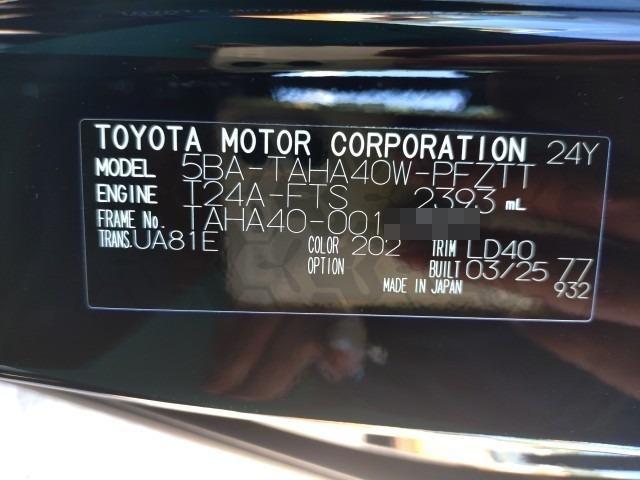 TOYOTA MOTOR CORPORATION 24Y
MODEL 5BA-TAHA40W-PFZTT
ENGINE T24A-FTS 2393 mL
FRAME No. TAHA40-001
TRANS. UA81E COLOR 202 TRIM LD40
OPTION BUILT 03/25 77
MADE IN JAPAN 932